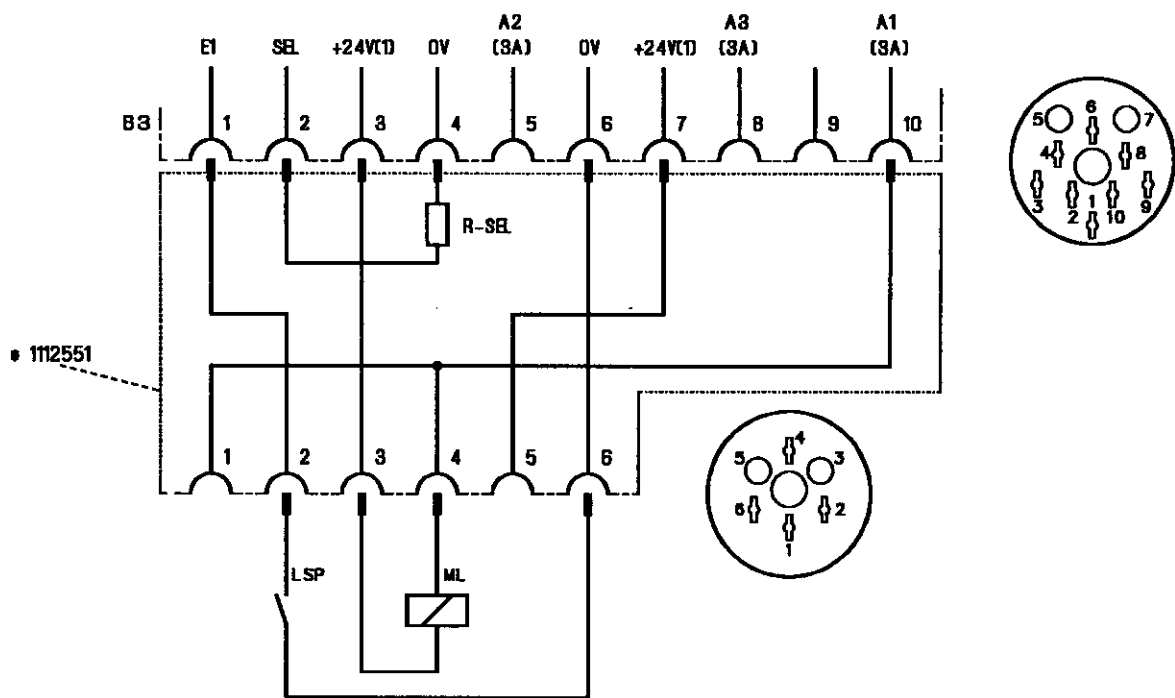 E1 SEL +24V(1) 0V A2 (3A) 0V +24V(1) A3 (3A) A1 (3A)
B3 1 2 3 4 5 6 7 8 9 10
R-SEL
* 1112551
1 2 3 4 5 6
LSP ML
5 6 7
4 8
3 2 1 10 9
4
5 3
6 2
1